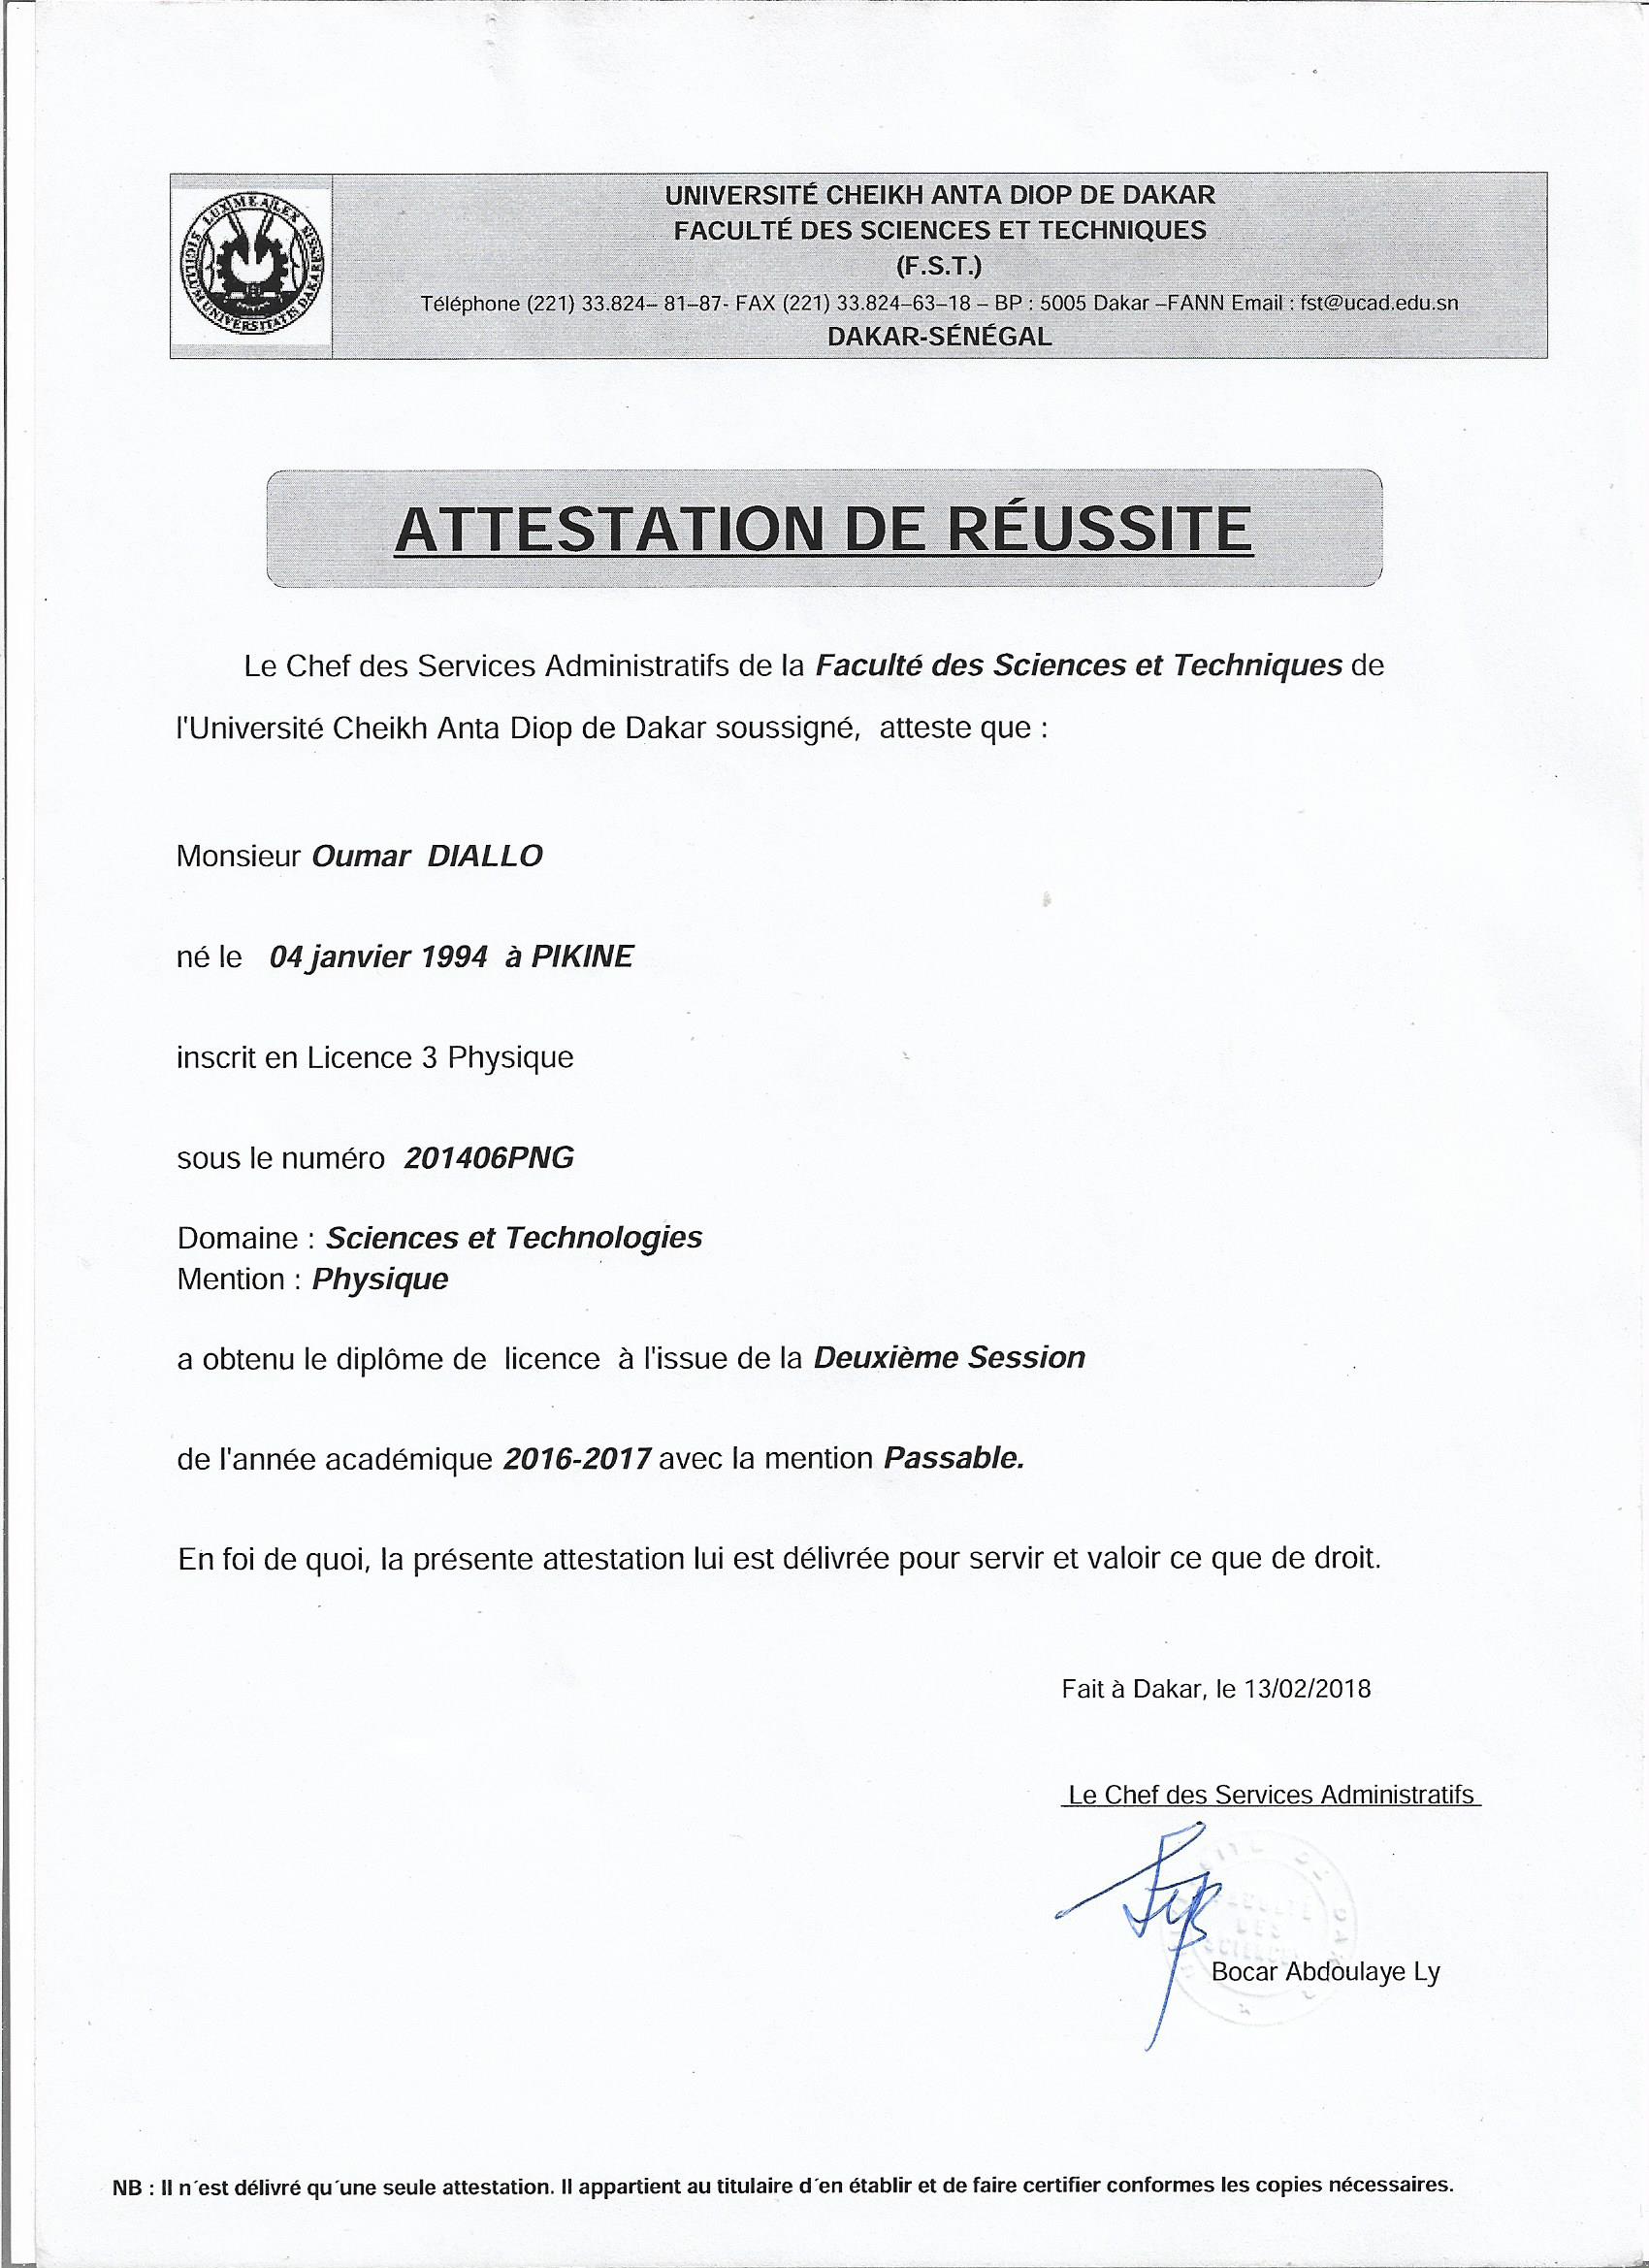 LUX MEA LEX
SIGILLUM UNIVERSITATIS DAKARENSIS
UNIVERSITÉ CHEIKH ANTA DIOP DE DAKAR
FACULTÉ DES SCIENCES ET TECHNIQUES
(F.S.T.)
Téléphone (221) 33.824– 81–87- FAX (221) 33.824–63–18 – BP : 5005 Dakar –FANN Email : fst@ucad.edu.sn
DAKAR-SÉNÉGAL
ATTESTATION DE RÉUSSITE
Le Chef des Services Administratifs de la Faculté des Sciences et Techniques de
l'Université Cheikh Anta Diop de Dakar soussigné, atteste que :
Monsieur Oumar DIALLO
né le 04 janvier 1994 à PIKINE
inscrit en Licence 3 Physique
sous le numéro 201406PNG
Domaine : Sciences et Technologies
Mention : Physique
a obtenu le diplôme de licence à l'issue de la Deuxième Session
de l'année académique 2016-2017 avec la mention Passable.
En foi de quoi, la présente attestation lui est délivrée pour servir et valoir ce que de droit.
Fait à Dakar, le 13/02/2018
Le Chef des Services Administratifs
Bocar Abdoulaye Ly
NB : Il n´est délivré qu´une seule attestation. Il appartient au titulaire d´en établir et de faire certifier conformes les copies nécessaires.